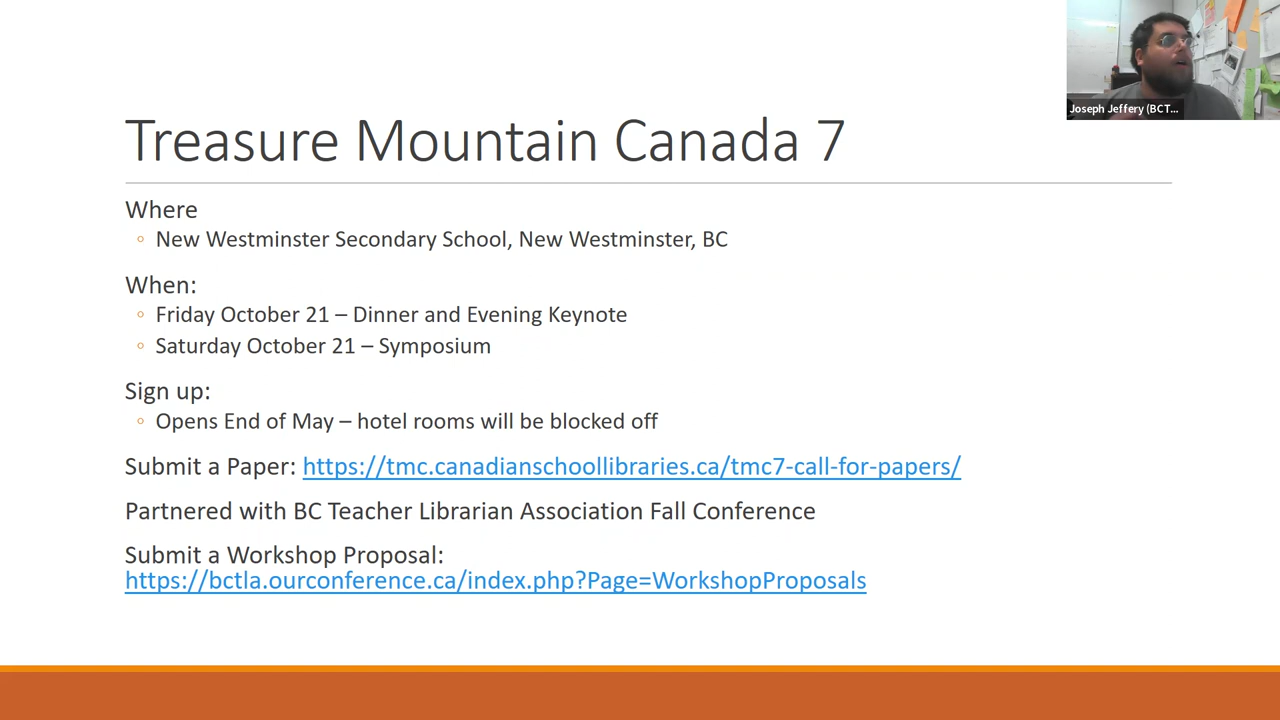 Joseph Jeffery (BCT...
Treasure Mountain Canada 7
Where
◦ New Westminster Secondary School, New Westminster, BC
When:
◦ Friday October 21 – Dinner and Evening Keynote
◦ Saturday October 21 – Symposium
Sign up:
◦ Opens End of May – hotel rooms will be blocked off
Submit a Paper: https://tmc.canadianschoollibraries.ca/tmc7-call-for-papers/
Partnered with BC Teacher Librarian Association Fall Conference
Submit a Workshop Proposal:
https://bctla.ourconference.ca/index.php?Page=WorkshopProposals